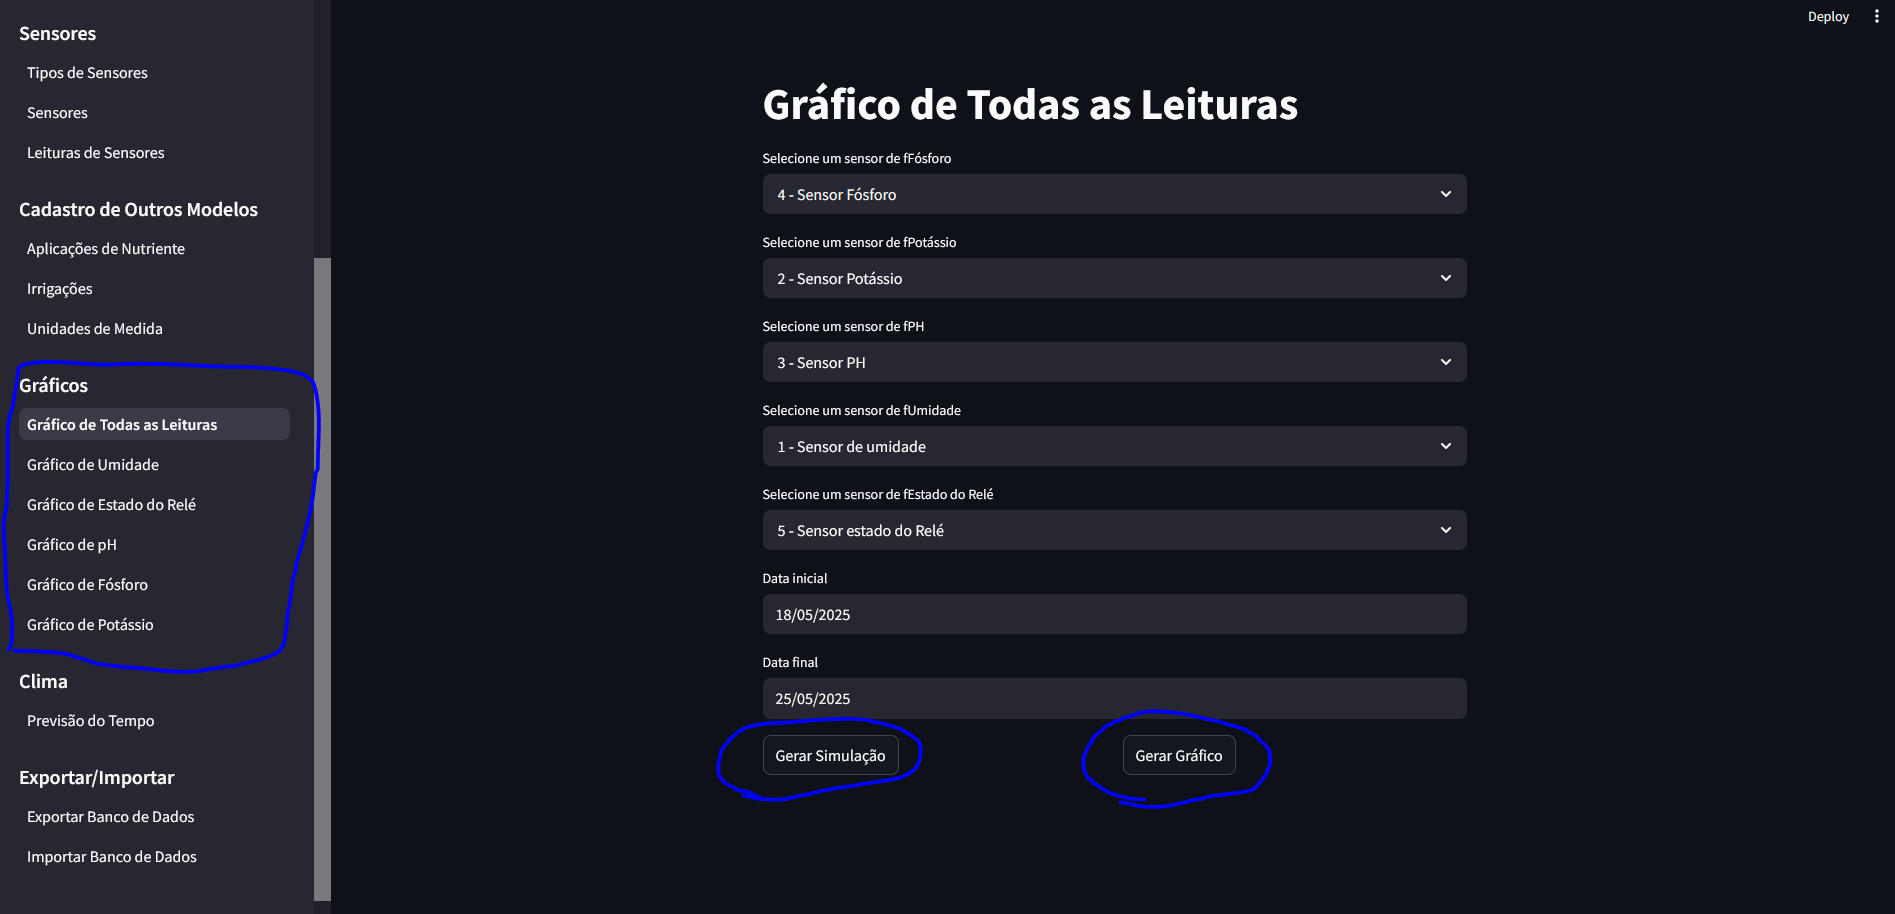 Sensores
Tipos de Sensores
Sensores
Leituras de Sensores
Cadastro de Outros Modelos
Aplicações de Nutriente
Irrigações
Unidades de Medida
Gráficos
Gráfico de Todas as Leituras
Gráfico de Umidade
Gráfico de Estado do Relé
Gráfico de pH
Gráfico de Fósforo
Gráfico de Potássio
Clima
Previsão do Tempo
Exportar/Importar
Exportar Banco de Dados
Importar Banco de Dados
Deploy
Gráfico de Todas as Leituras
Selecione um sensor de fFósforo
4 - Sensor Fósforo
Selecione um sensor de fPotássio
2 - Sensor Potássio
Selecione um sensor de fPH
3 - Sensor PH
Selecione um sensor de fUmidade
1 - Sensor de umidade
Selecione um sensor de fEstado do Relé
5 - Sensor estado do Relé
Data inicial
18/05/2025
Data final
25/05/2025
Gerar Simulação
Gerar Gráfico